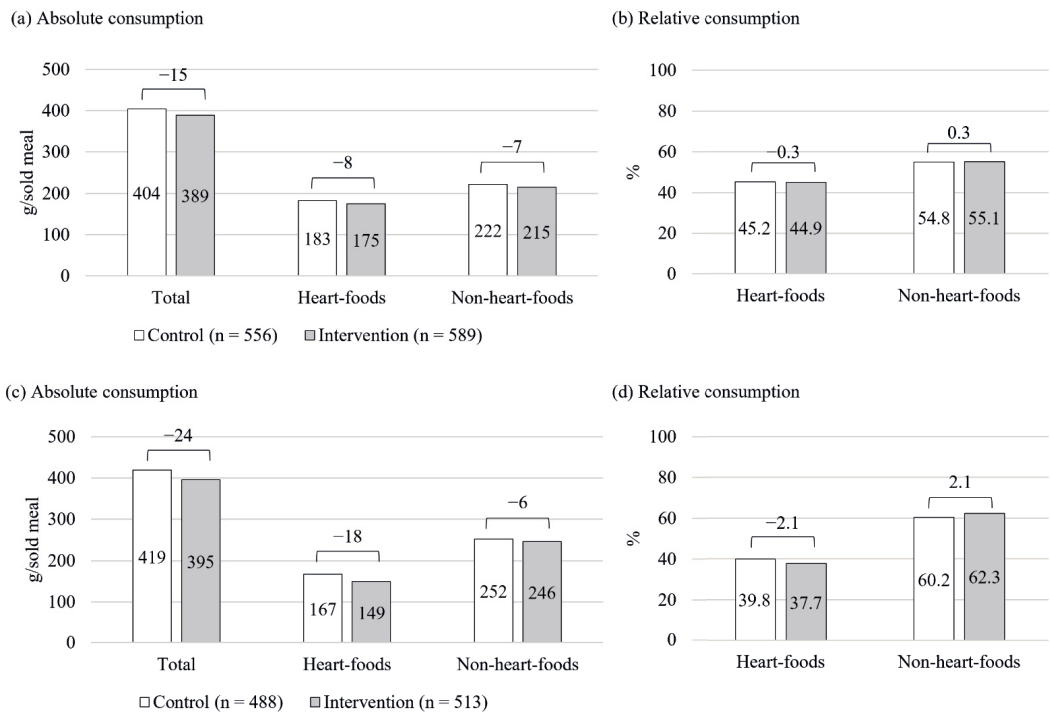 (a) Absolute consumption
(b) Relative consumption
500
400
300
200
100
0
g/sold meal
−15
−8
−7
404
389
183
175
222
215
Total
Heart-foods
Non-heart-foods
Control (n = 556)
Intervention (n = 589)
100
80
60
40
20
0
%
−0.3
0.3
45.2
44.9
54.8
55.1
Heart-foods
Non-heart-foods
(c) Absolute consumption
(d) Relative consumption
500
400
300
200
100
0
g/sold meal
−24
−18
−6
419
395
167
149
252
246
Total
Heart-foods
Non-heart-foods
Control (n = 488)
Intervention (n = 513)
100
80
60
40
20
0
%
−2.1
2.1
39.8
37.7
60.2
62.3
Heart-foods
Non-heart-foods